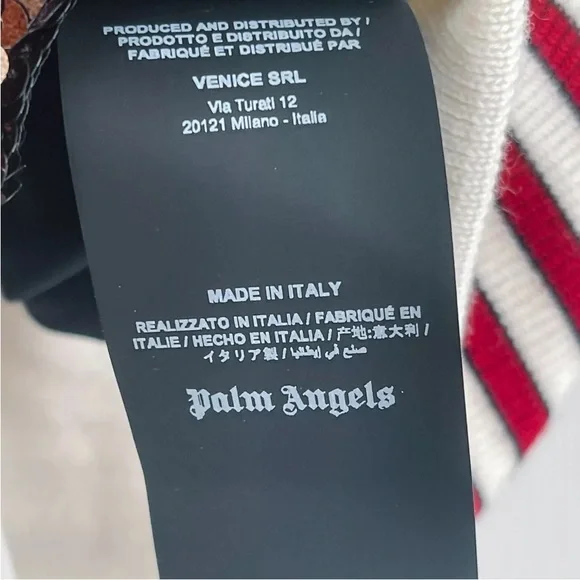 PRODUCED AND DISTRIBUTED BY /
PRODOTTO E DISTRIBUITO DA /
FABRIQUÉ ET DISTRIBUÉ PAR
VENICE SRL
Via Turati 12
20121 Milano - Italia
MADE IN ITALY
REALIZZATO IN ITALIA / FABRIQUÉ EN
ITALIE / HECHO EN ITALIA / 产地:意大利 /
イタリア製 / صنع في إيطاليا /
Palm Angels